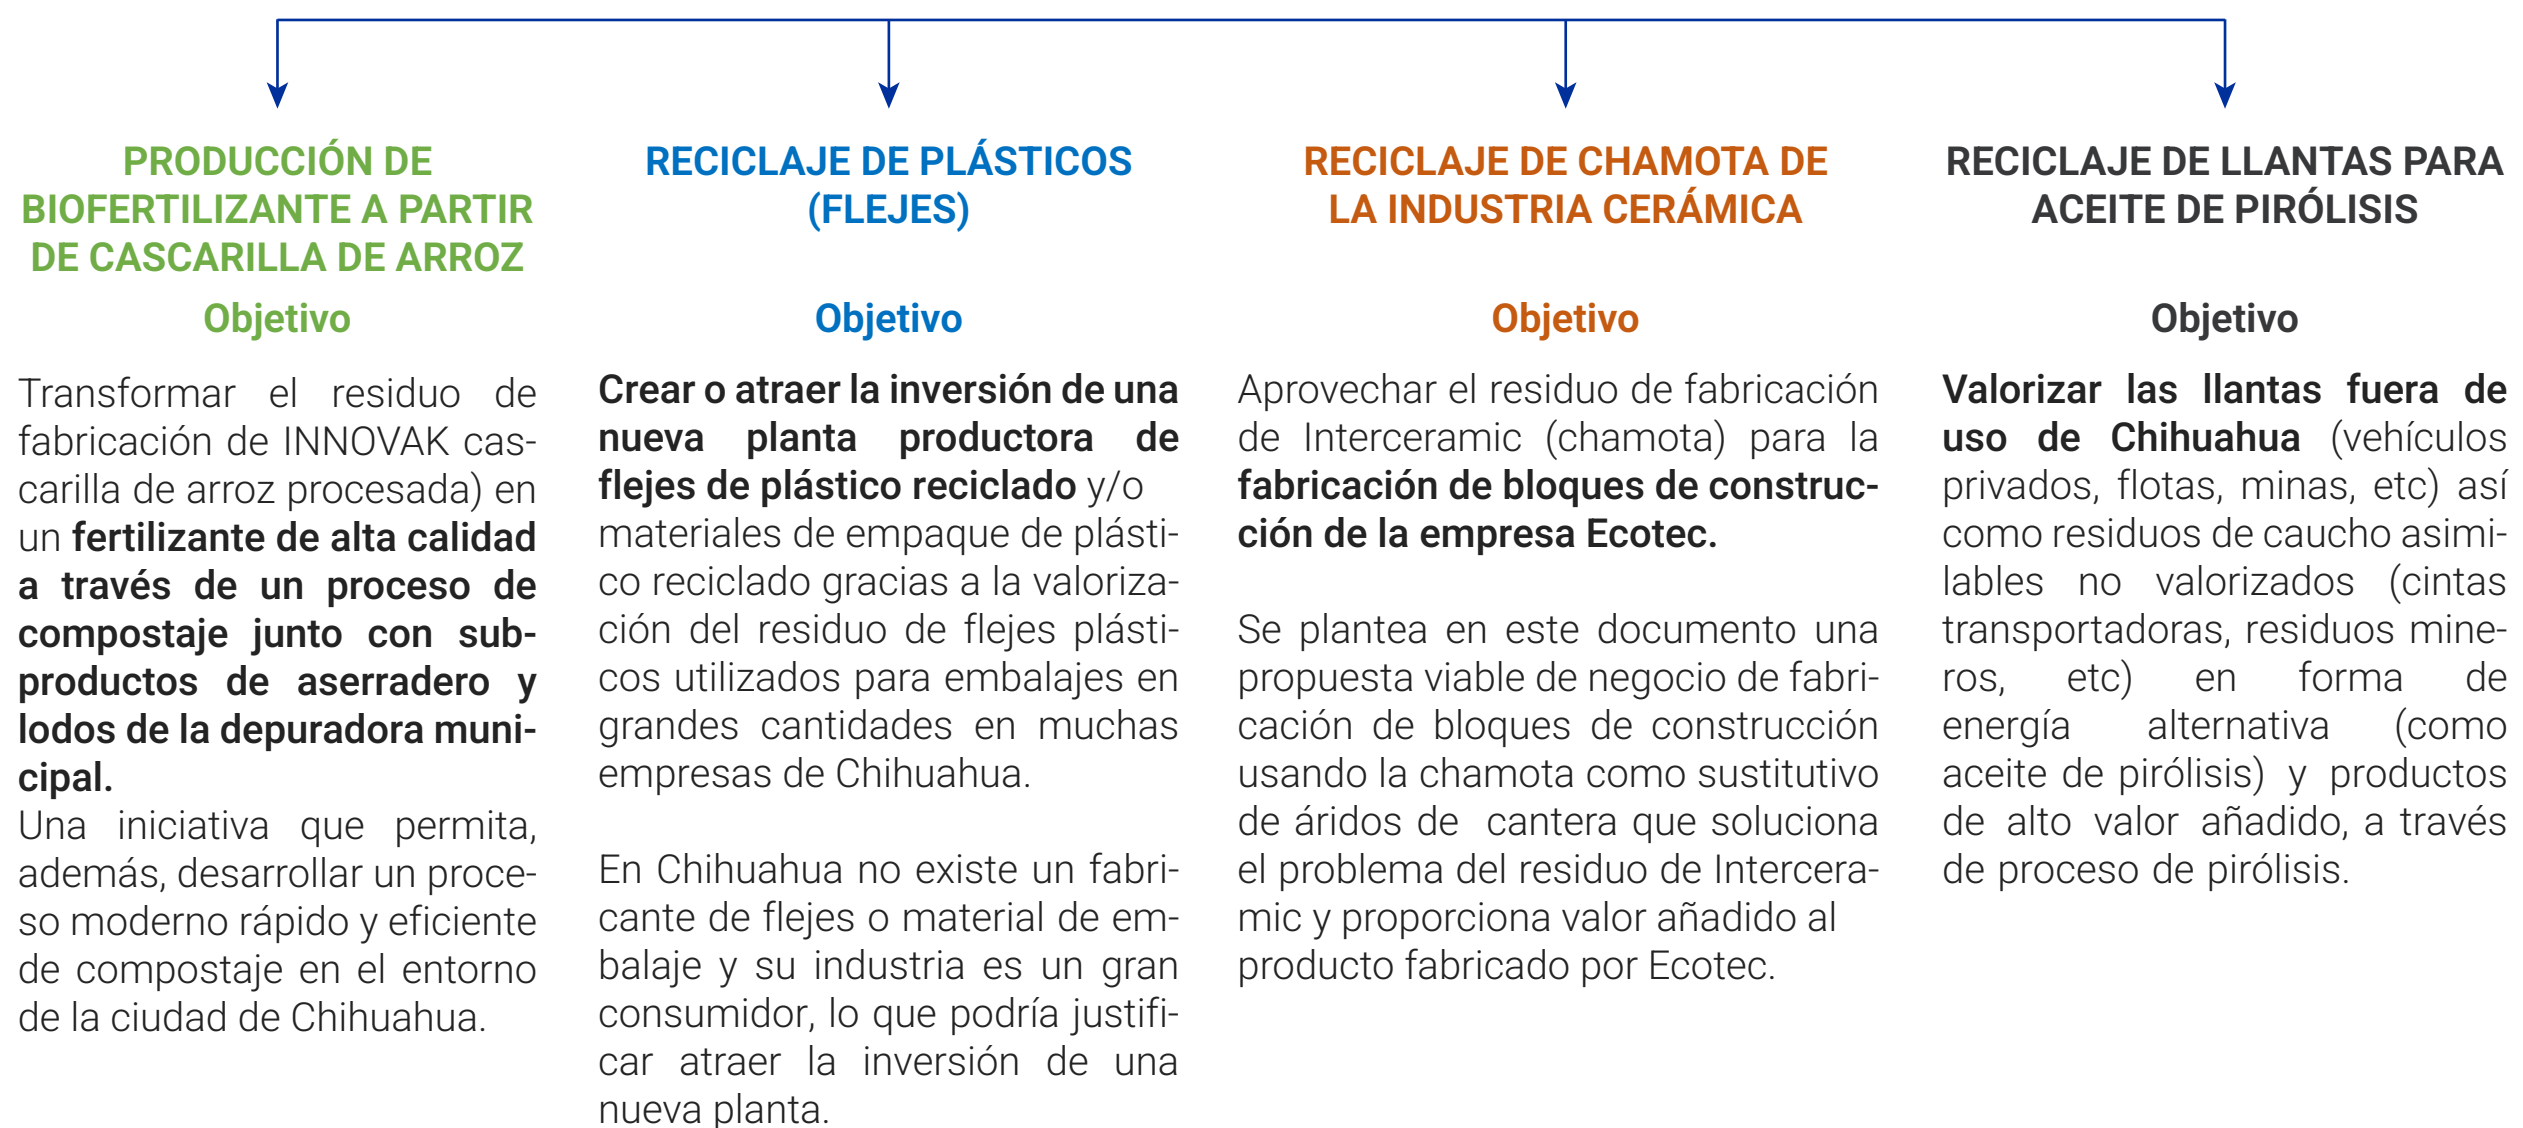 PRODUCCIÓN DE
BIOFERTILIZANTE A PARTIR
DE CASCARILLA DE ARROZ
Objetivo
Transformar el residuo de
fabricación de INNOVAK cas-
carilla de arroz procesada) en
un fertilizante de alta calidad
a través de un proceso de
compostaje junto con sub-
productos de aserradero y
lodos de la depuradora muni-
cipal.
Una iniciativa que permita,
además, desarrollar un proce-
so moderno rápido y eficiente
de compostaje en el entorno
de la ciudad de Chihuahua.
RECICLAJE DE PLÁSTICOS
(FLEJES)
Objetivo
Crear o atraer la inversión de una
nueva planta productora de
flejes de plástico reciclado y/o
materiales de empaque de plásti-
co reciclado gracias a la valoriza-
ción del residuo de flejes plásti-
cos utilizados para embalajes en
grandes cantidades en muchas
empresas de Chihuahua.
En Chihuahua no existe un fabri-
cante de flejes o material de em-
balaje y su industria es un gran
consumidor, lo que podría justifi-
car atraer la inversión de una
nueva planta.
RECICLAJE DE CHAMOTA DE
LA INDUSTRIA CERÁMICA
Objetivo
Aprovechar el residuo de fabricación
de Interceramic (chamota) para la
fabricación de bloques de construc-
ción de la empresa Ecotec.
Se plantea en este documento una
propuesta viable de negocio de fabri-
cación de bloques de construcción
usando la chamota como sustitutivo
de áridos de cantera que soluciona
el problema del residuo de Intercera-
mic y proporciona valor añadido al
producto fabricado por Ecotec.
RECICLAJE DE LLANTAS PARA
ACEITE DE PIRÓLISIS
Objetivo
Valorizar las llantas fuera de
uso de Chihuahua (vehículos
privados, flotas, minas, etc) así
como residuos de caucho asimi-
lables no valorizados (cintas
transportadoras, residuos mine-
ros, etc) en forma de
energía alternativa (como
aceite de pirólisis) y productos
de alto valor añadido, a través
de proceso de pirólisis.